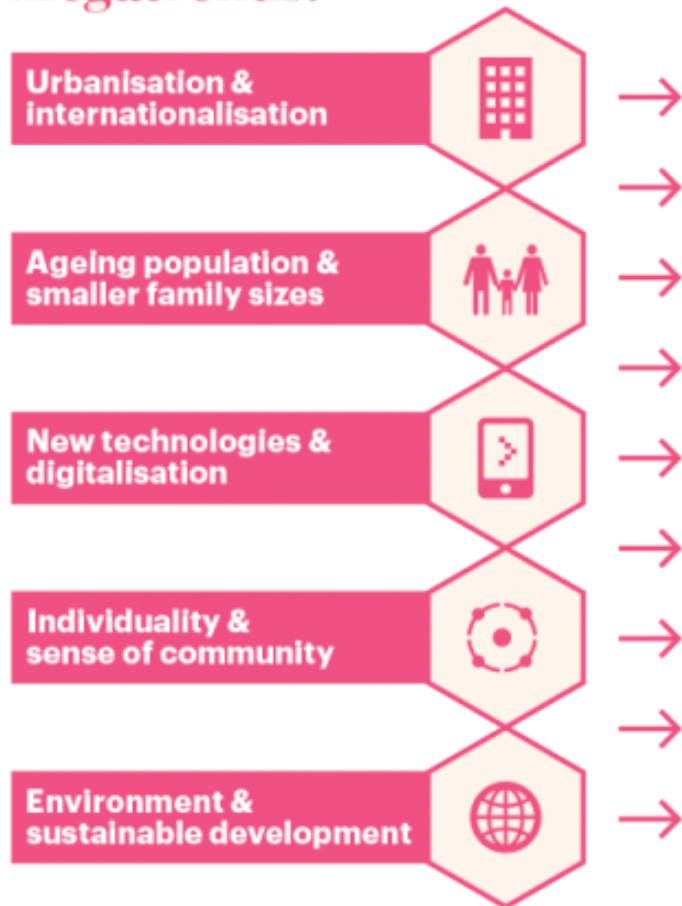 Urbanisation &
internationalisation
Ageing population &
smaller family sizes
New technologies &
digitalisation
Individuality &
sense of community
Environment &
sustainable development